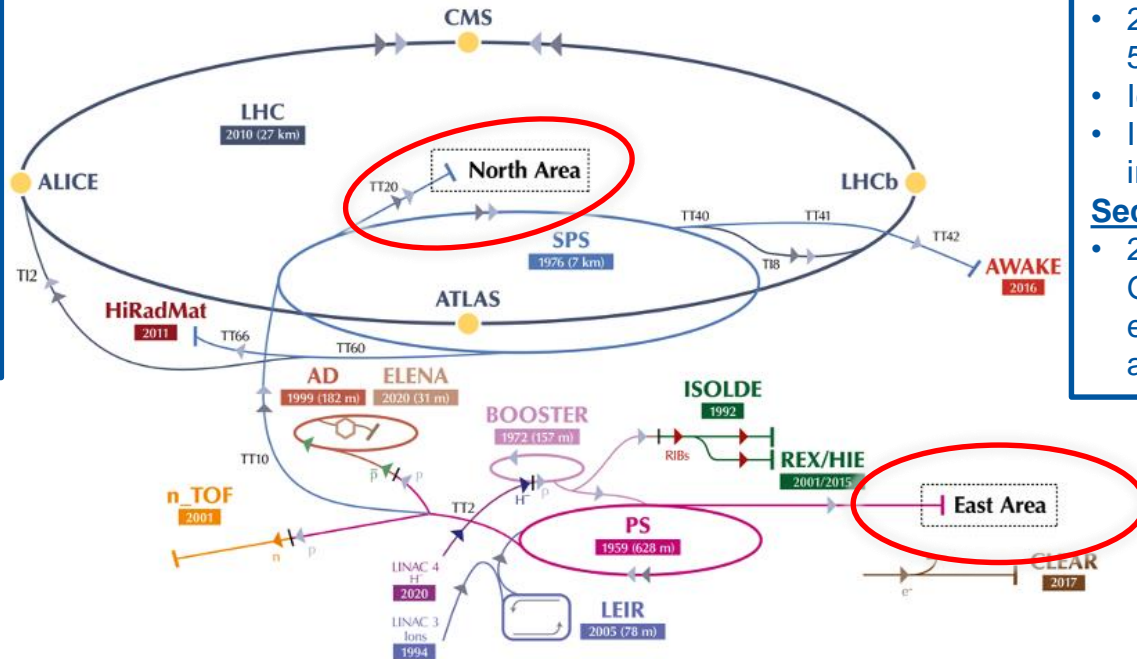 CMS
LHC
2010 (27 km)
North Area
TT20
ALICE
LHCb
TT40
TT41
TT42
SPS
1976 (7 km)
TI8
AWAKE
2016
TI2
ATLAS
HiRadMat
2011
TT66
TT60
AD
1999 (182 m)
ELENA
2020 (31 m)
ISOLDE
1992
BOOSTER
1972 (157 m)
RIBs
REX/HIE
2001/2015
TT10
p̅
p
H-
p
East Area
n_TOF
2001
TT2
PS
1959 (628 m)
n
p
CLEAR
2017
e-
LINAC 4
H-
2020
LEIR
2005 (78 m)
LINAC 3
Ions
1994
• 2
5
• I
• I
i
Sec
• 2
C
e
a